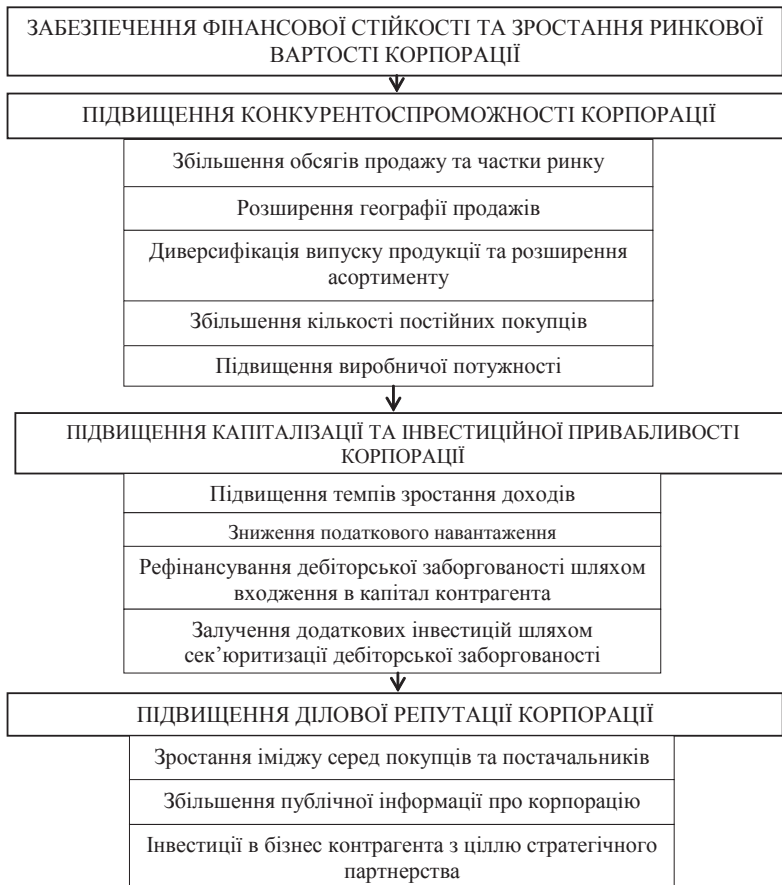 ЗАБЕЗПЕЧЕННЯ ФІНАНСОВОЇ СТІЙКОСТІ ТА ЗРОСТАННЯ РИНКОВОЇ
ВАРТОСТІ КОРПОРАЦІЇ
ПІДВИЩЕННЯ КОНКУРЕНТОСПРОМОЖНОСТІ КОРПОРАЦІЇ
Збільшення обсягів продажу та частки ринку
Розширення географії продажів
Диверсифікація випуску продукції та розширення
асортименту
Збільшення кількості постійних покупців
Підвищення виробничої потужності
ПІДВИЩЕННЯ КАПІТАЛІЗАЦІЇ ТА ІНВЕСТИЦІЙНОЇ ПРИВАБЛИВОСТІ
КОРПОРАЦІЇ
Підвищення темпів зростання доходів
Зниження податкового навантаження
Рефінансування дебіторської заборгованості шляхом
входження в капітал контрагента
Залучення додаткових інвестицій шляхом
сек’юритизації дебіторської заборгованості
ПІДВИЩЕННЯ ДІЛОВОЇ РЕПУТАЦІЇ КОРПОРАЦІЇ
Зростання іміджу серед покупців та постачальників
Збільшення публічної інформації про корпорацію
Інвестиції в бізнес контрагента з ціллю стратегічного
партнерства